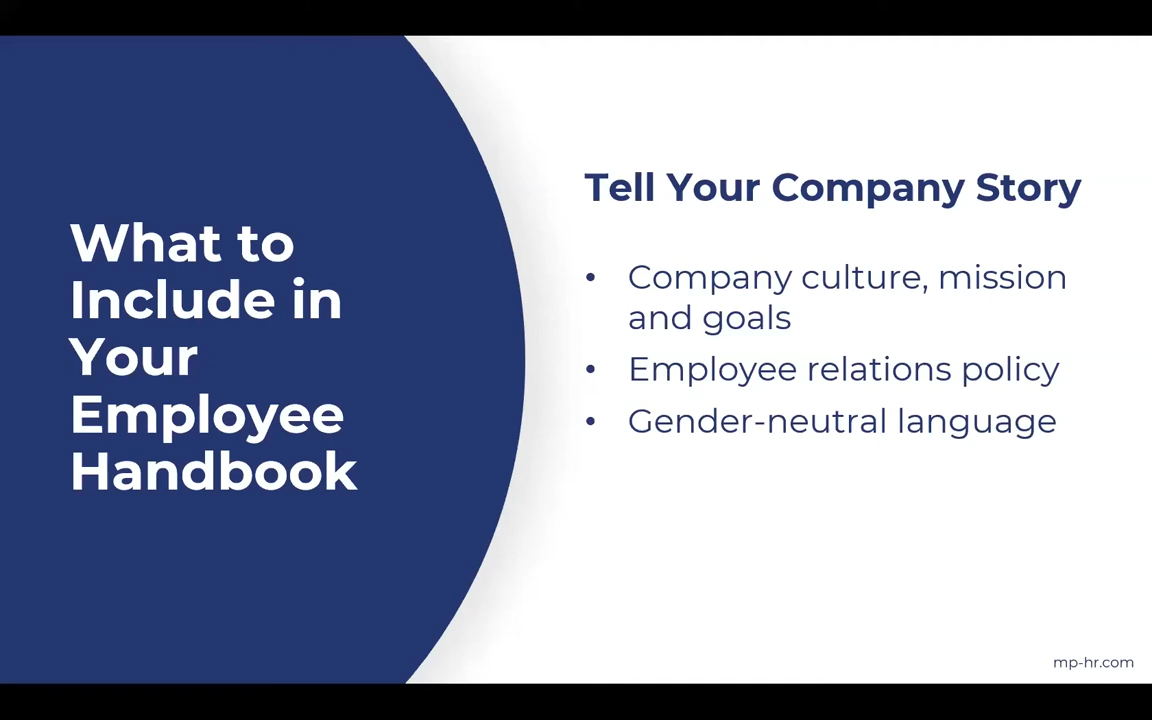 What to
Include in
Your
Employee
Handbook
Tell Your Company Story
• Company culture, mission
and goals
• Employee relations policy
• Gender-neutral language
mp-hr.com